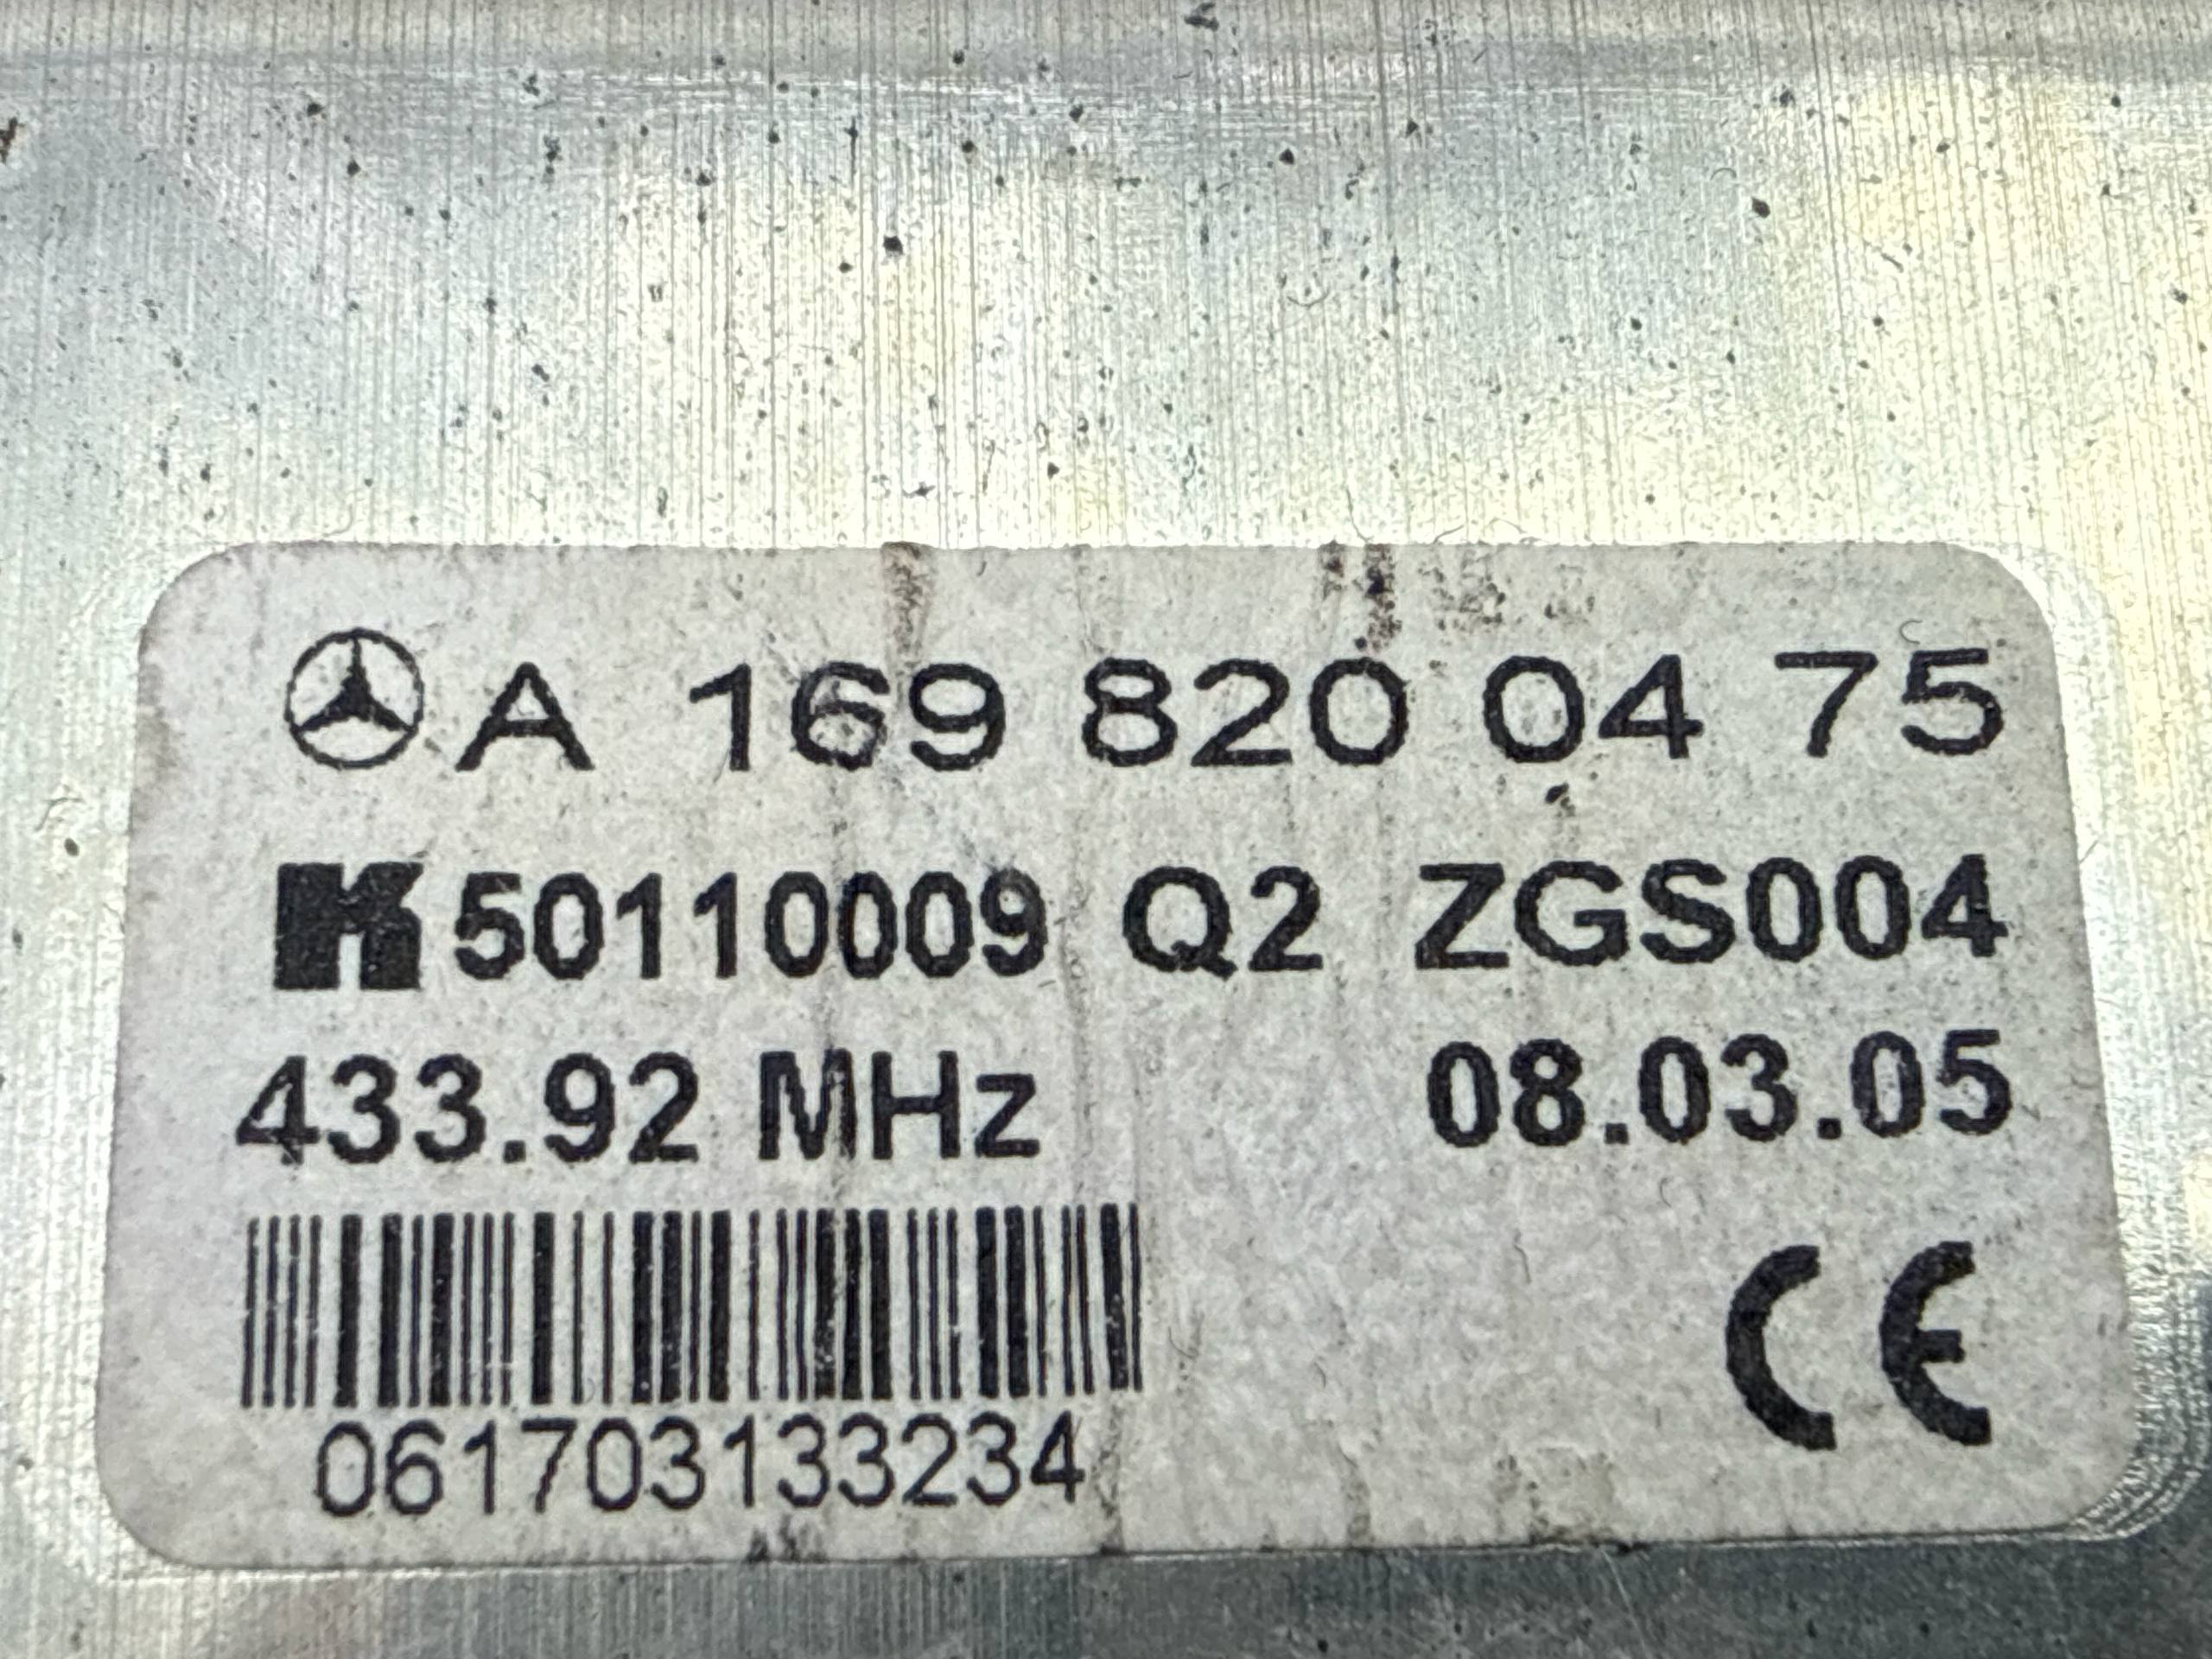 A 169 820 04 75
K 50110009 Q2 ZGS004
433.92 MHz 08.03.05
CE
061703133234